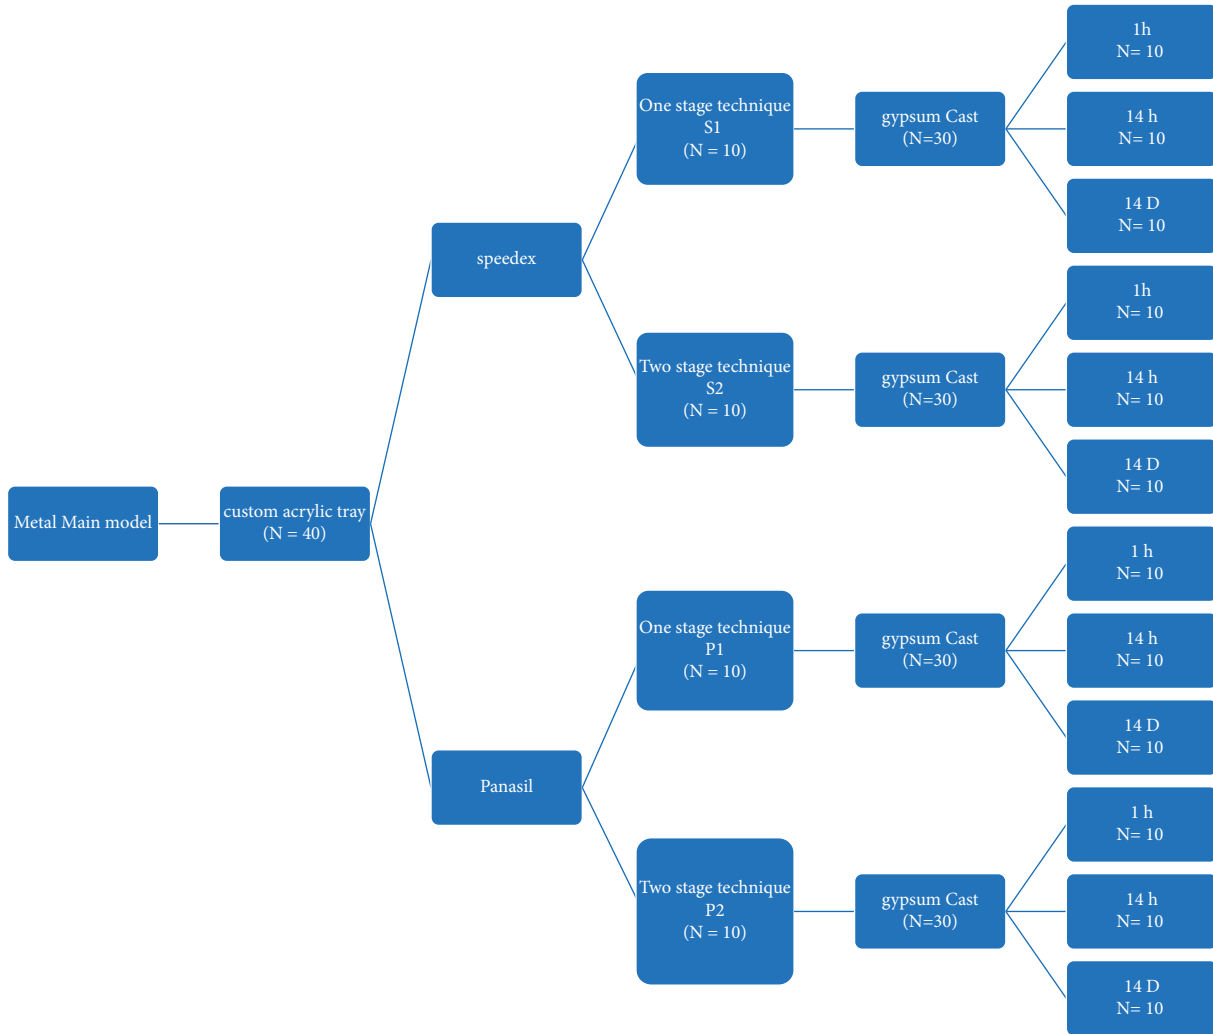 Metal Main model
custom acrylic tray
(N = 40)
speedex
Panasil
One stage technique
S1
(N = 10)
Two stage technique
S2
(N = 10)
One stage technique
P1
(N = 10)
Two stage technique
P2
(N = 10)
gypsum Cast
(N=30)
gypsum Cast
(N=30)
gypsum Cast
(N=30)
gypsum Cast
(N=30)
1h
N= 10
14 h
N= 10
14 D
N= 10
1h
N= 10
14 h
N= 10
14 D
N= 10
1 h
N= 10
14 h
N= 10
14 D
N= 10
1 h
N= 10
14 h
N= 10
14 D
N= 10